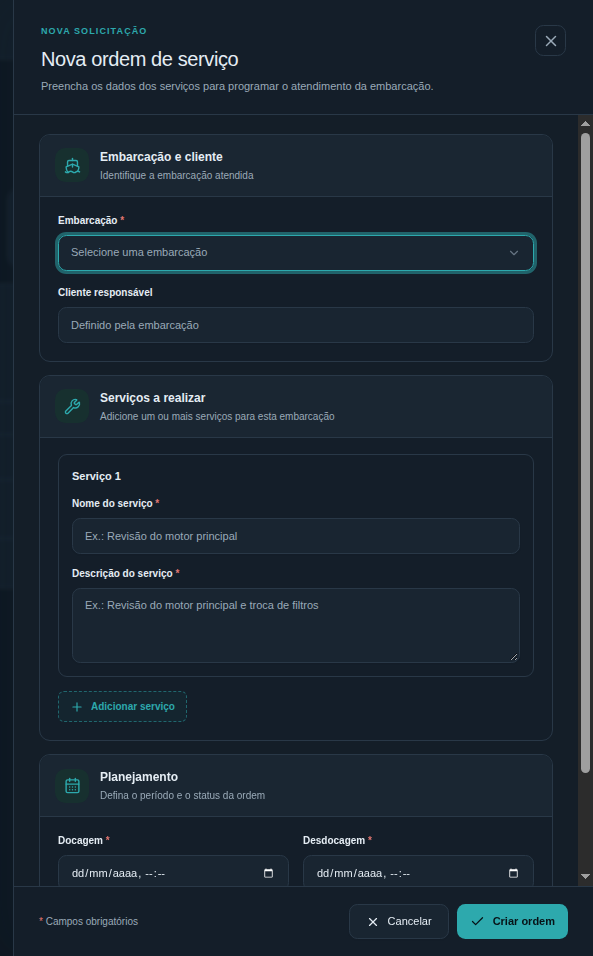 NOVA SOLICITAÇÃO
Nova ordem de serviço
Preencha os dados dos serviços para programar o atendimento da embarcação.
Embarcação e cliente
Identifique a embarcação atendida
Embarcação *
Selecione uma embarcação
Cliente responsável
Definido pela embarcação
Serviços a realizar
Adicione um ou mais serviços para esta embarcação
Serviço 1
Nome do serviço *
Ex.: Revisão do motor principal
Descrição do serviço *
Ex.: Revisão do motor principal e troca de filtros
Adicionar serviço
Planejamento
Defina o período e o status da ordem
Docagem * Desdocagem *
dd/mm/aaaa, --:-- dd/mm/aaaa, --:--
* Campos obrigatórios Cancelar Criar ordem